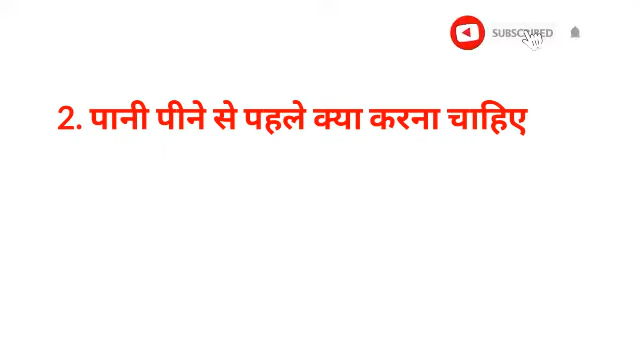 SUBSCRIBED
2. पानी पीने से पहले क्या करना चाहिए